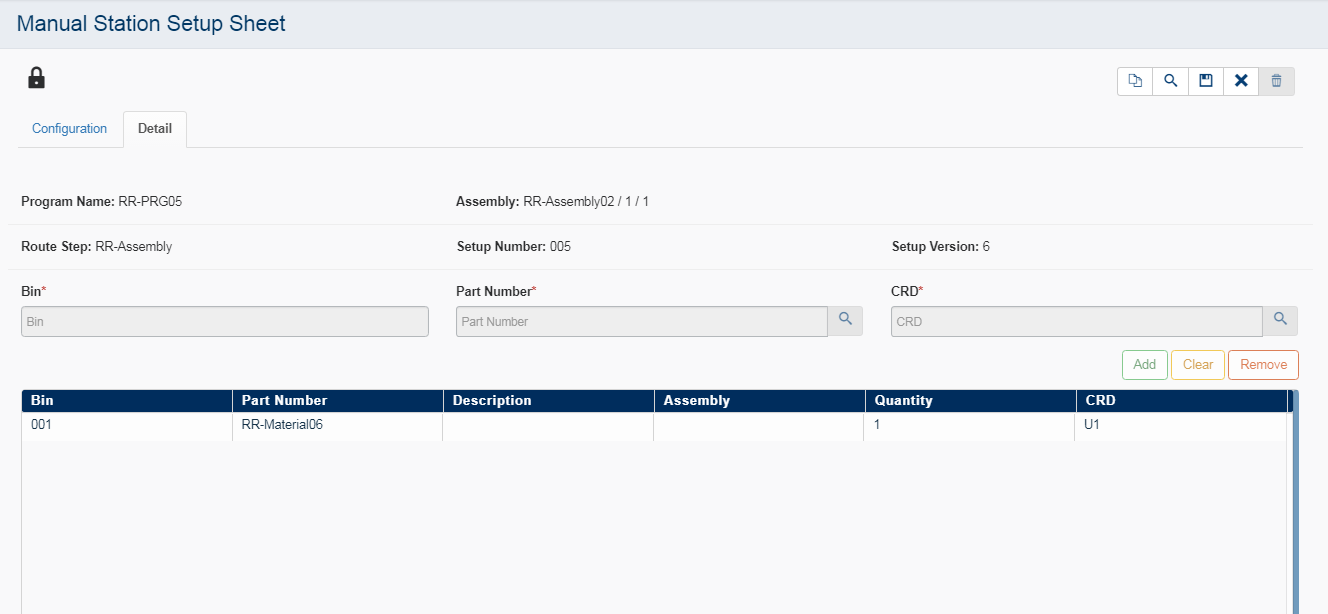 Manual Station Setup Sheet
Configuration Detail
Program Name: RR-PRG05 Assembly: RR-Assembly02 / 1 / 1
Route Step: RR-Assembly Setup Number: 005 Setup Version: 6
Bin* Part Number* CRD*
Bin Part Number CRD
Add Clear Remove
Bin Part Number Description Assembly Quantity CRD
001 RR-Material06 1 U1